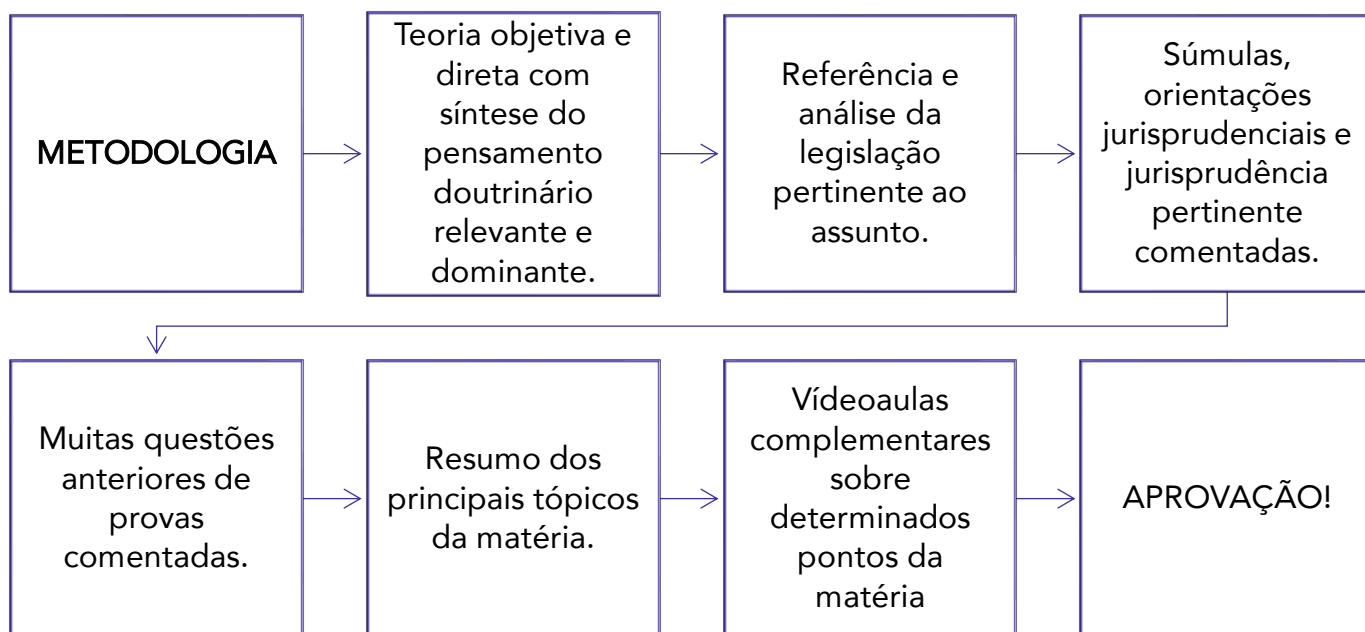 METODOLOGIA
Teoria objetiva e
direta com
síntese do
pensamento
doutrinário
relevante e
dominante.
Referência e
análise da
legislação
pertinente ao
assunto.
Súmulas,
orientações
jurisprudenciais e
jurisprudência
pertinente
comentadas.
Muitas questões
anteriores de
provas
comentadas.
Resumo dos
principais tópicos
da matéria.
Vídeoaulas
complementares
sobre
determinados
pontos da
matéria
APROVAÇÃO!